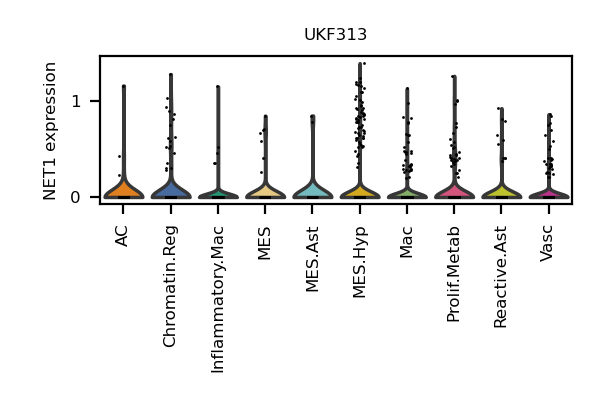 UKF313
NET1 expression
1
0
AC
Chromatin.Reg
Inflammatory.Mac
MES
MES.Ast
MES.Hyp
Mac
Prolif.Metab
Reactive.Ast
Vasc